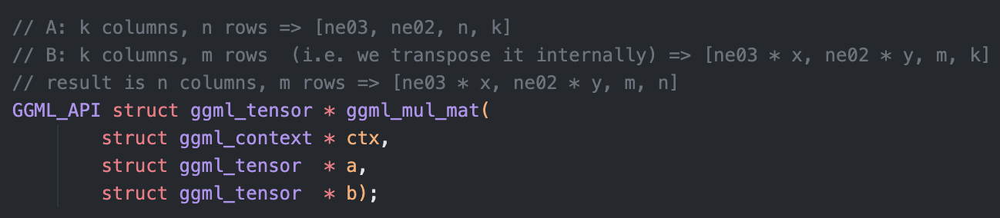 // A: k columns, n rows => [ne03, ne02, n, k]
// B: k columns, m rows  (i.e. we transpose it internally) => [ne03 * x, ne02 * y, m, k]
// result is n columns, m rows => [ne03 * x, ne02 * y, m, n]
GGML_API struct ggml_tensor * ggml_mul_mat(
        struct ggml_context * ctx,
        struct ggml_tensor  * a,
        struct ggml_tensor  * b);